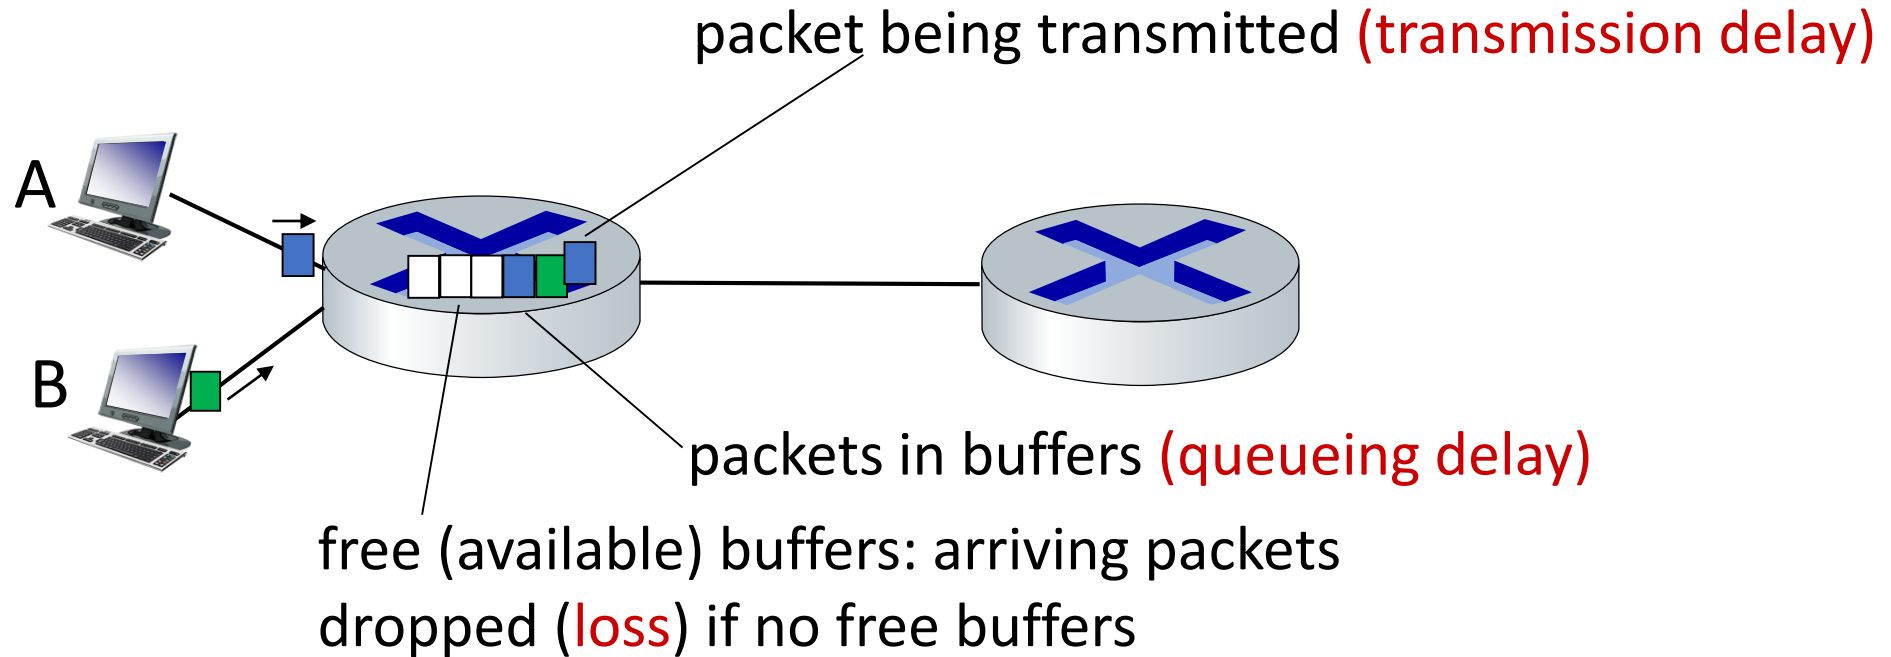 packet being transmitted (transmission delay)
A
B
packets in buffers (queueing delay)
free (available) buffers: arriving packets
dropped (loss) if no free buffers